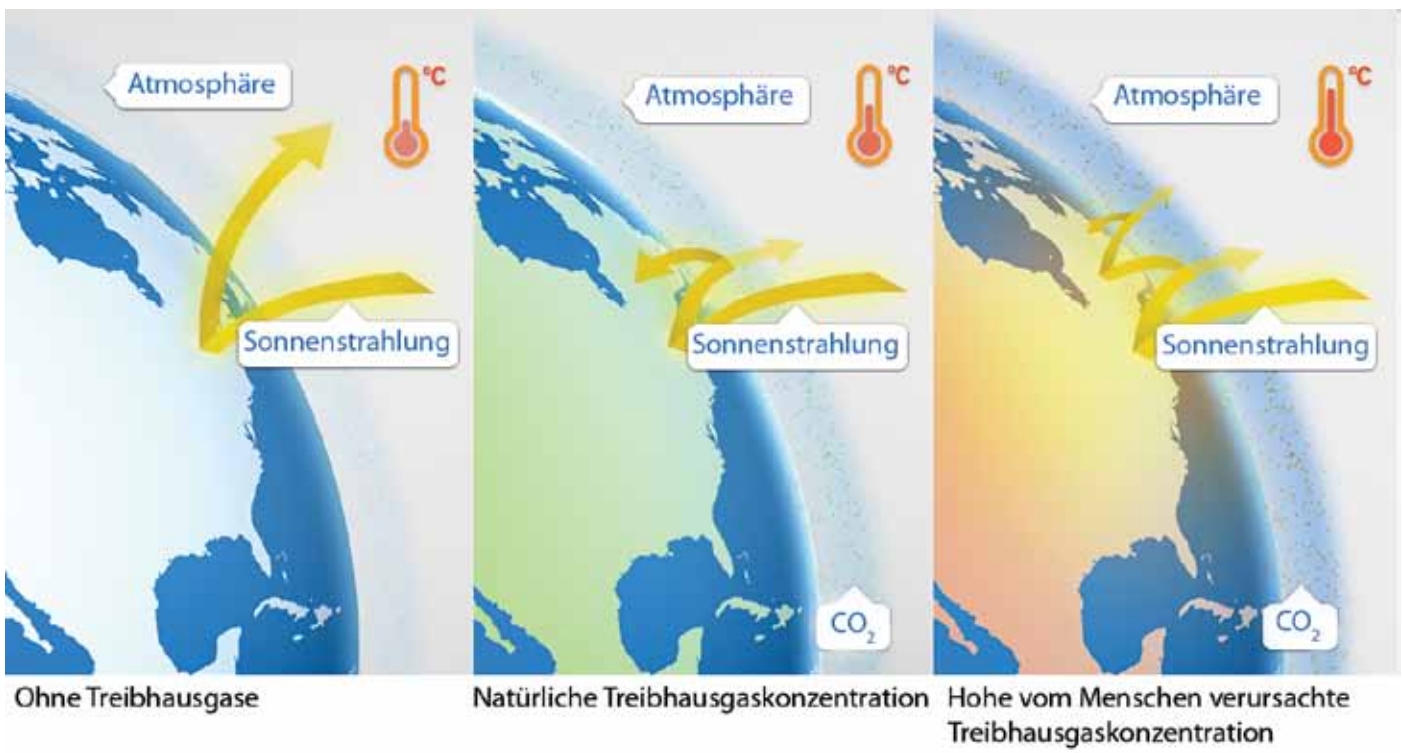 Atmosphäre
°C
Sonnenstrahlung
Ohne Treibhausgase
Atmosphäre
°C
Sonnenstrahlung
CO₂
Natürliche Treibhausgaskonzentration
Atmosphäre
°C
Sonnenstrahlung
CO₂
Hohe vom Menschen verursachte
Treibhausgaskonzentration